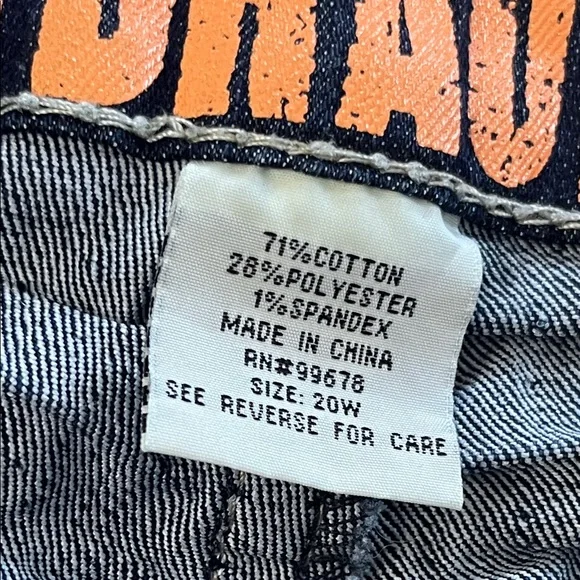 71%COTTON
28%POLYESTER
1%SPANDEX
MADE IN CHINA
RN#99678
SIZE: 20W
SEE REVERSE FOR CARE